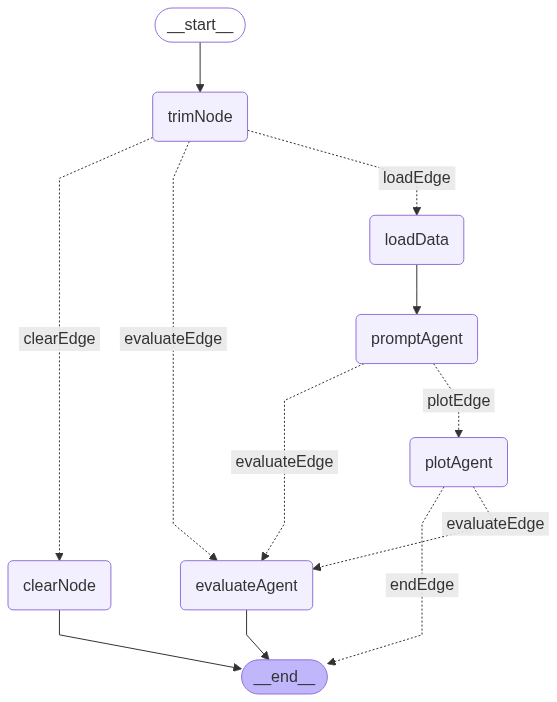 __start__
trimNode
loadEdge
loadData
clearEdge
evaluateEdge
promptAgent
plotEdge
evaluateEdge
plotAgent
evaluateEdge
clearNode
evaluateAgent
endEdge
__end__